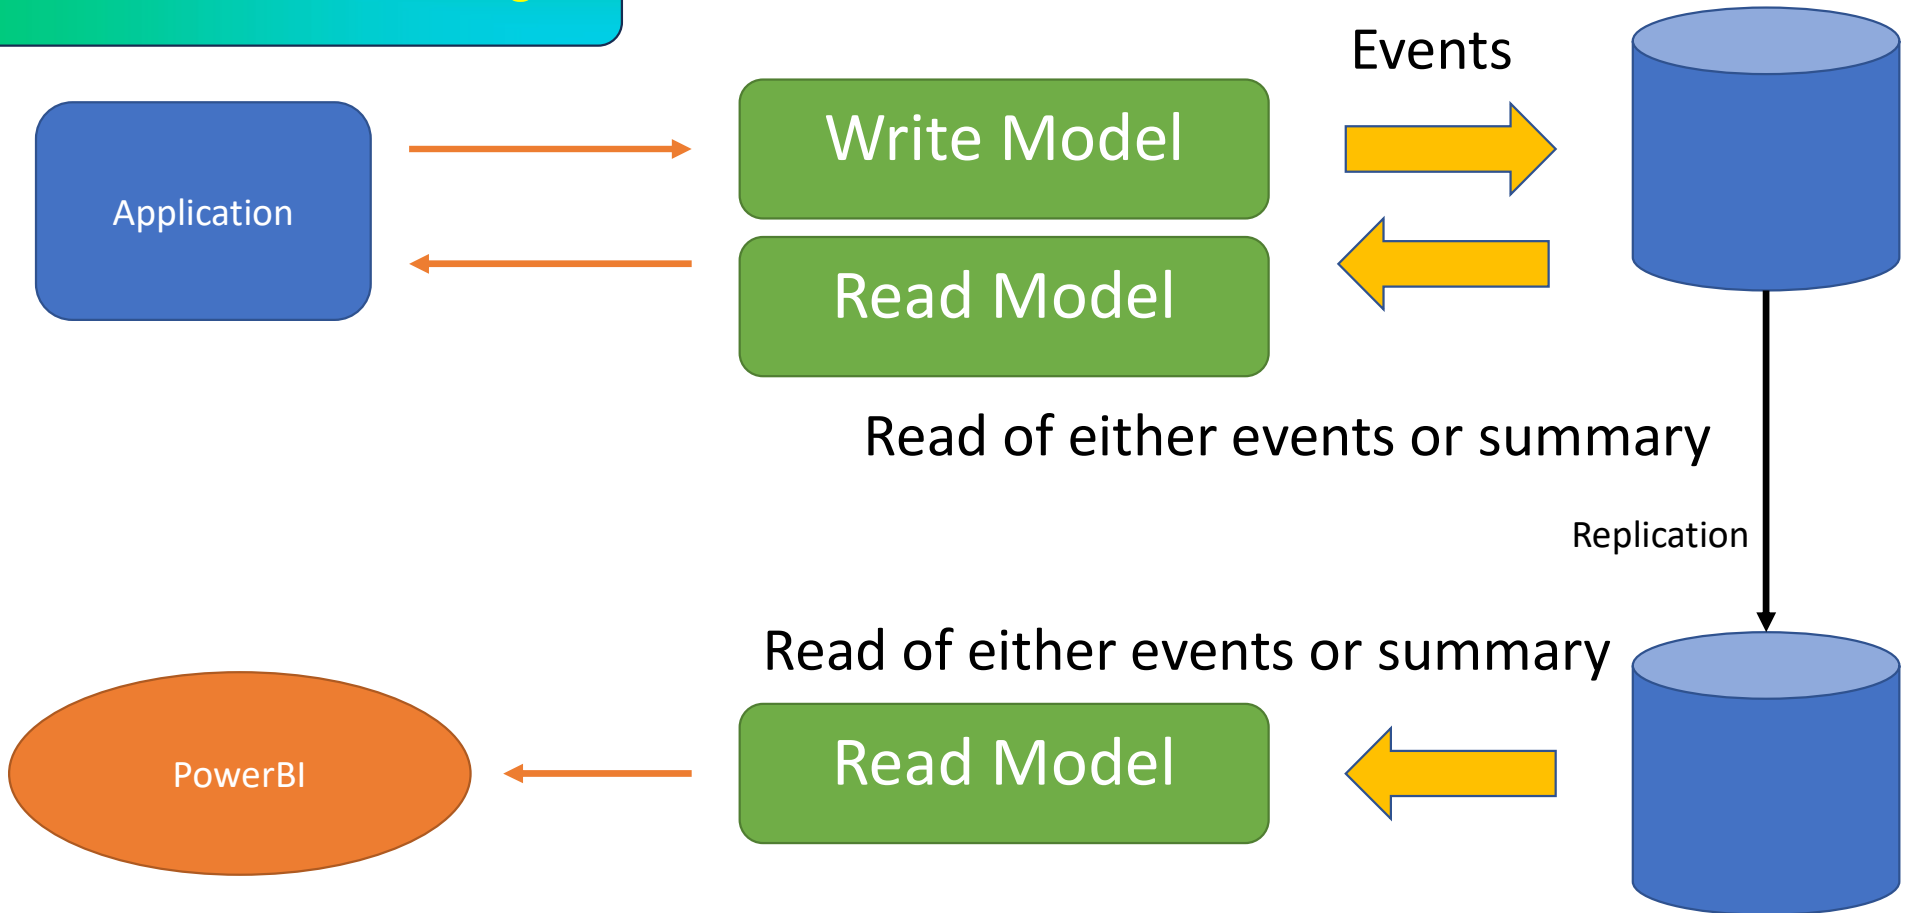 Events
Write Model
Application
Read Model
Read of either events or summary
Replication
Read of either events or summary
Read Model
PowerBI